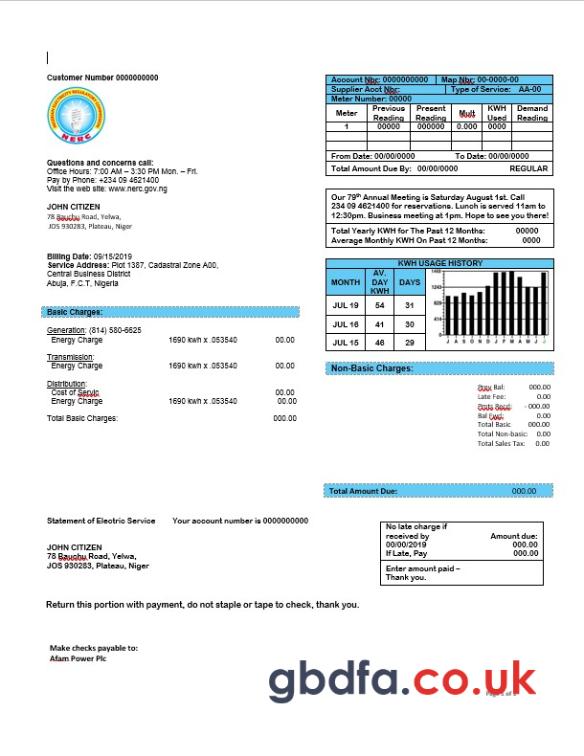 Customer Number 0000000000
NERC
Questions and concerns call:
Office Hours: 7:00 AM – 3:30 PM Mon. – Fri.
Pay by Phone: +234 09 4621400
Visit the web site: www.nerc.gov.ng
JOHN CITIZEN
78 Bauchu Road, Yelwa,
JOS 930283, Plateau, Niger
Billing Date: 09/15/2019
Service Address: Plot 1387, Cadastral Zone A00,
Central Business District
Abuja, F.C.T, Nigeria
Account Nbr: 0000000000 Map Nbr: 00-0000-00
Supplier Acct Nbr: Type of Service: AA-00
Meter Number: 00000
Meter Previous Reading Present Reading Mult KWH Used Demand Reading
1 00000 000000 0.000 0000
From Date: 00/00/0000 To Date: 00/00/0000
Total Amount Due By: 00/00/0000 REGULAR
Our 79th Annual Meeting is Saturday August 1st. Call
234 09 4621400 for reservations. Lunch is served 11am to
12:30pm. Business meeting at 1pm. Hope to see you there!
Total Yearly KWH for The Past 12 Months: 00000
Average Monthly KWH On Past 12 Months: 0000
KWH USAGE HISTORY
MONTH AV. DAY KWH DAYS
JUL 19 54 31
JUL 16 41 30
JUL 15 46 29
J A S O N D J F M A M J J
Basic Charges:
Generation: (814) 580-6625
Energy Charge 1690 kwh x .053540 00.00
Transmission:
Energy Charge 1690 kwh x .053540 00.00
Distribution:
Cost of Servic 00.00
Energy Charge 1690 kwh x .053540 00.00
Total Basic Charges: 000.00
Non-Basic Charges:
Prev Bal: 000.00
Late Fee: 0.00
Pmts Recd: - 000.00
Bal Fwd: 0.00
Total Basic 000.00
Total Non-basic: 0.00
Total Sales Tax: 0.00
Total Amount Due: 000.00
Statement of Electric Service Your account number is 0000000000
JOHN CITIZEN
78 Bauchu Road, Yelwa,
JOS 930283, Plateau, Niger
No late charge if
received by Amount due:
00/00/2019 000.00
If Late, Pay 000.00
Enter amount paid –
Thank you.
Return this portion with payment, do not staple or tape to check, thank you.
Make checks payable to:
Afam Power Plc
gbdfa.co.uk